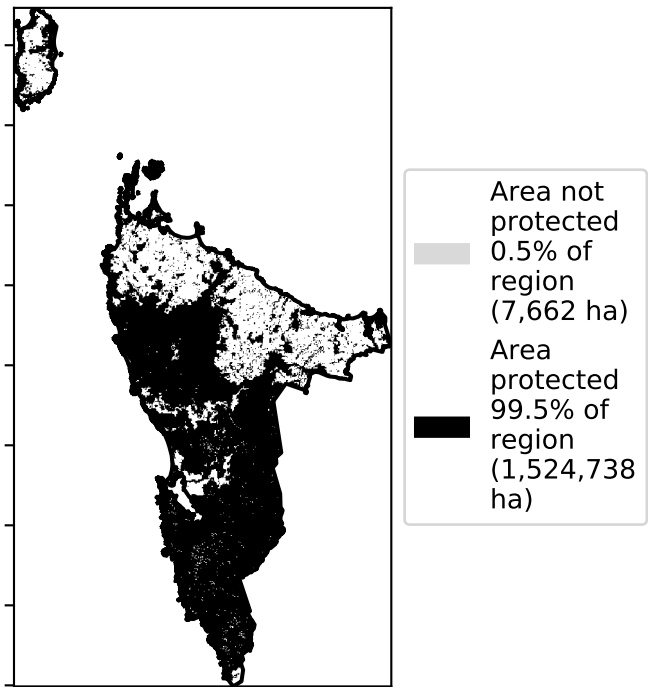 Area not
protected
0.5% of
region
(7,662 ha)
Area
protected
99.5% of
region
(1,524,738
ha)